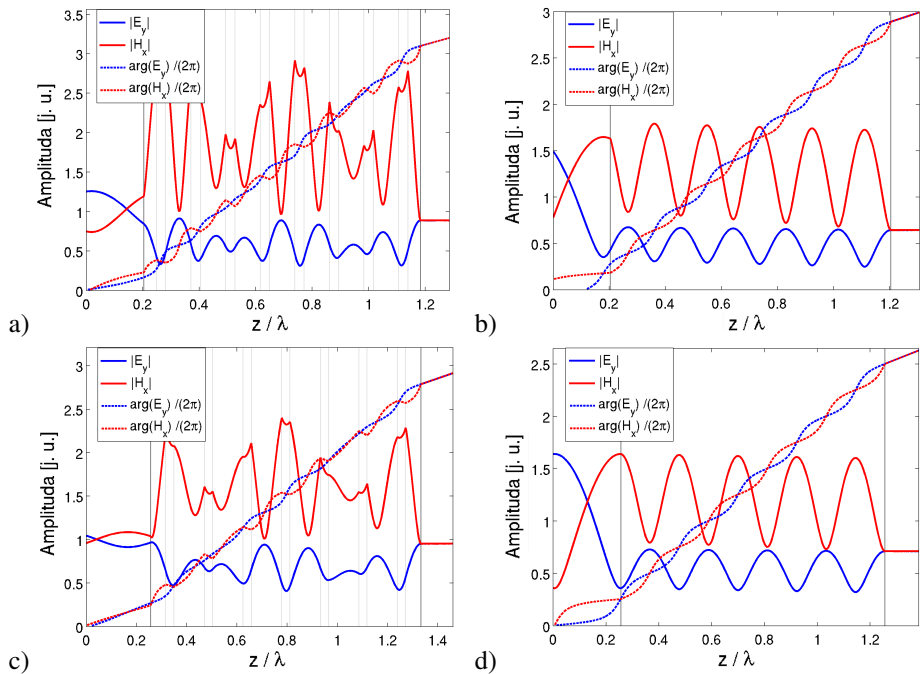 |E_y|
|H_x|
arg(E_y) /(2π)
arg(H_x) /(2π)
Amplituda [j. u.]
3.5
3
2.5
2
1.5
1
0.5
0
0 0.2 0.4 0.6 0.8 1 1.2
z / λ
a)
|E_y|
|H_x|
arg(E_y) /(2π)
arg(H_x) /(2π)
Amplituda [j. u.]
3
2.5
2
1.5
1
0.5
0
0 0.2 0.4 0.6 0.8 1 1.2
z / λ
b)
|E_y|
|H_x|
arg(E_y) /(2π)
arg(H_x) /(2π)
Amplituda [j. u.]
3
2.5
2
1.5
1
0.5
0
0 0.2 0.4 0.6 0.8 1 1.2 1.4
z / λ
c)
|E_y|
|H_x|
arg(E_y) /(2π)
arg(H_x) /(2π)
Amplituda [j. u.]
2.5
2
1.5
1
0.5
0
0 0.2 0.4 0.6 0.8 1 1.2
z / λ
d)